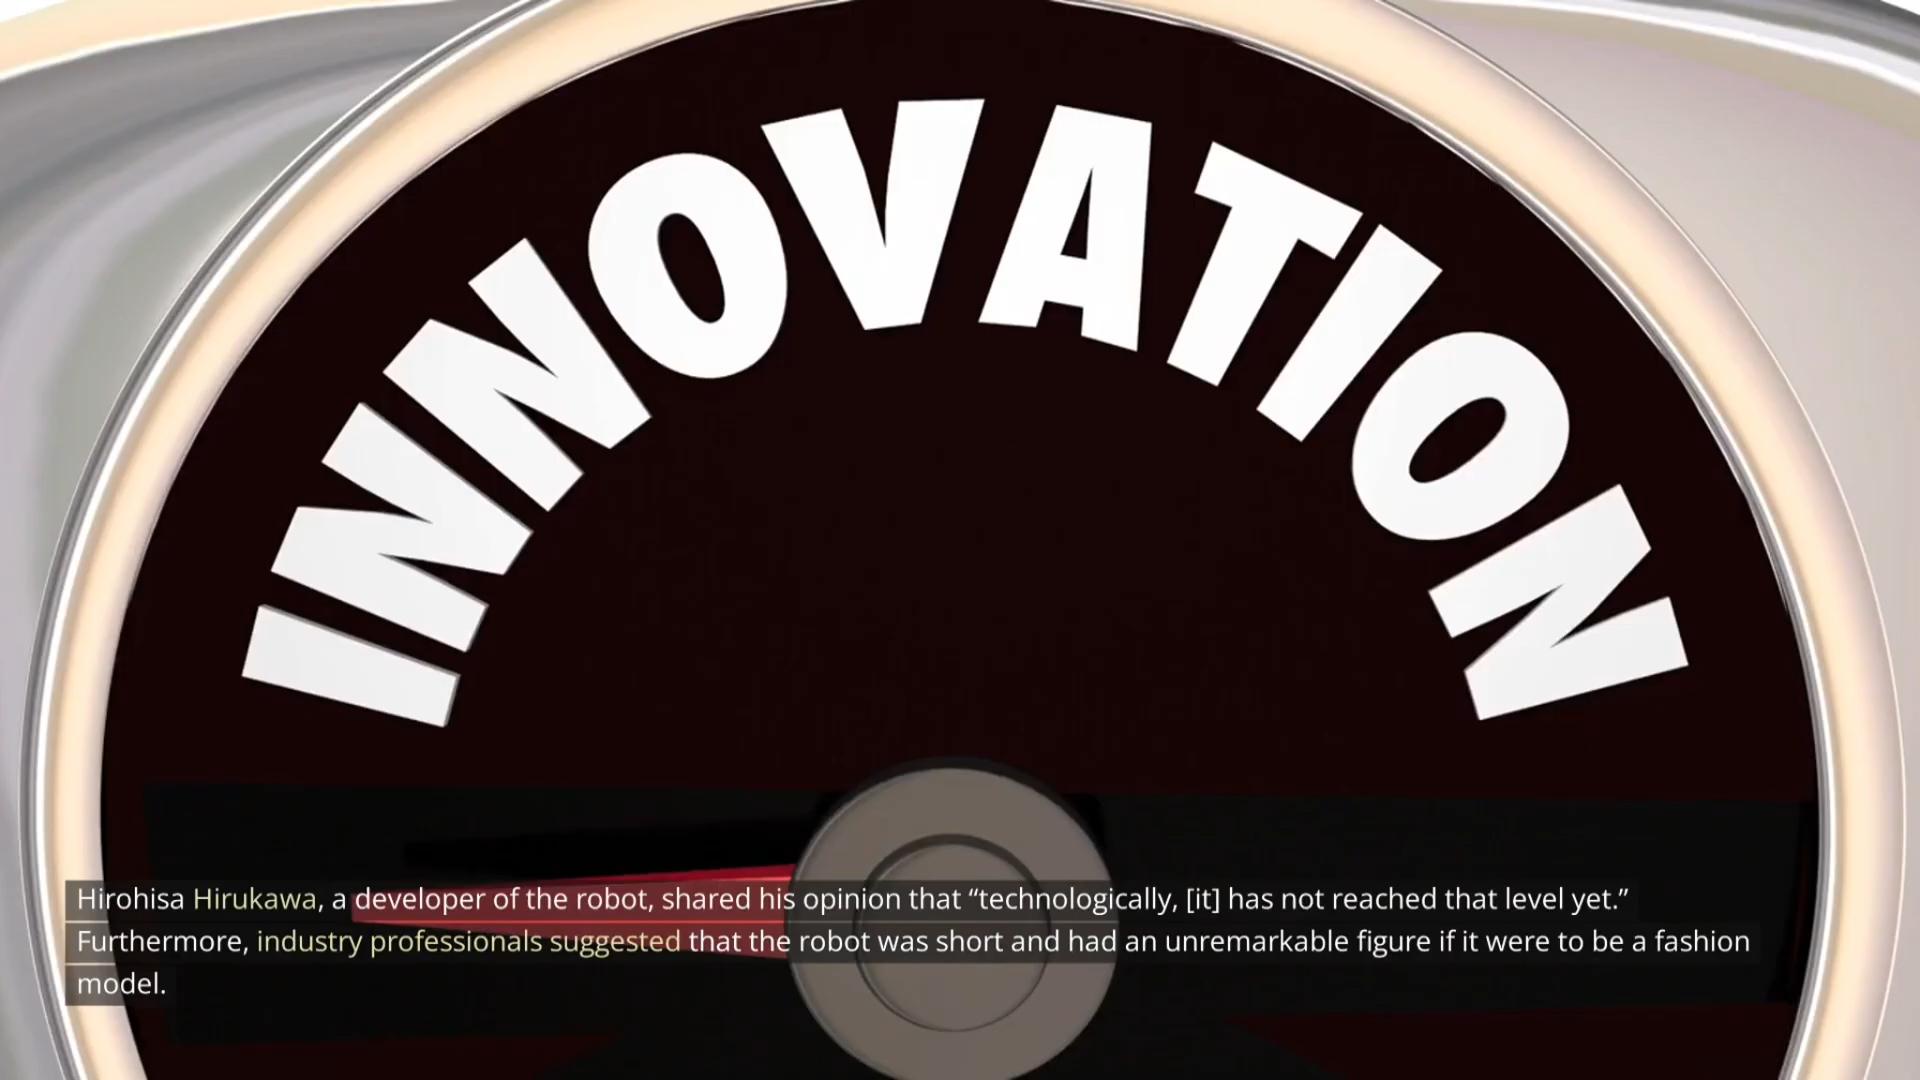 INNOVATION
Hirohisa Hirukawa, a developer of the robot, shared his opinion that “technologically, [it] has not reached that level yet.”
Furthermore, industry professionals suggested that the robot was short and had an unremarkable figure if it were to be a fashion
model.